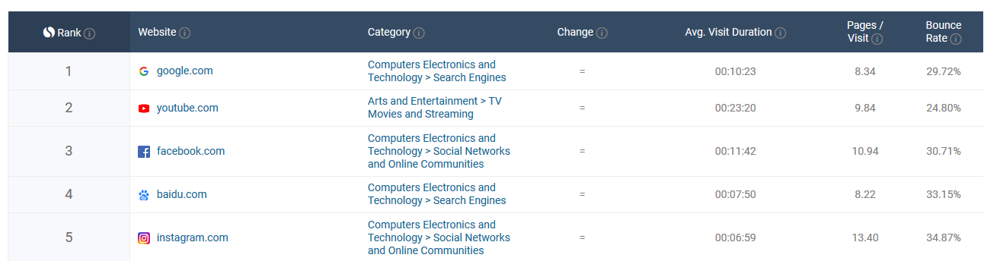 Rank Website Category Change Avg. Visit Duration Pages / Visit Bounce Rate
1 google.com Computers Electronics and Technology > Search Engines = 00:10:23 8.34 29.72%
2 youtube.com Arts and Entertainment > TV Movies and Streaming = 00:23:20 9.84 24.80%
3 facebook.com Computers Electronics and Technology > Social Networks and Online Communities = 00:11:42 10.94 30.71%
4 baidu.com Computers Electronics and Technology > Search Engines = 00:07:50 8.22 33.15%
5 instagram.com Computers Electronics and Technology > Social Networks and Online Communities = 00:06:59 13.40 34.87%